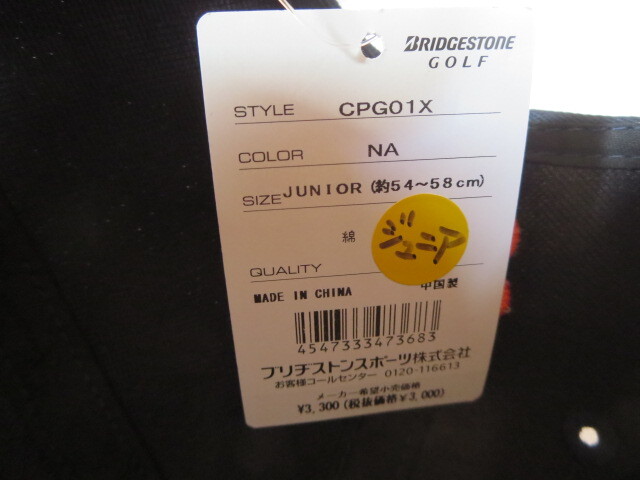 BRIDGESTONE
GOLF
STYLE CPG01X
COLOR NA
SIZE JUNIOR (約54〜58cm)
綿
ジュニア
QUALITY
MADE IN CHINA 中国製
4547333473683
ブリヂストンスポーツ株式会社
お客様コールセンター 0120-116613
メーカー希望小売価格
¥3,300(税抜価格¥3,000)